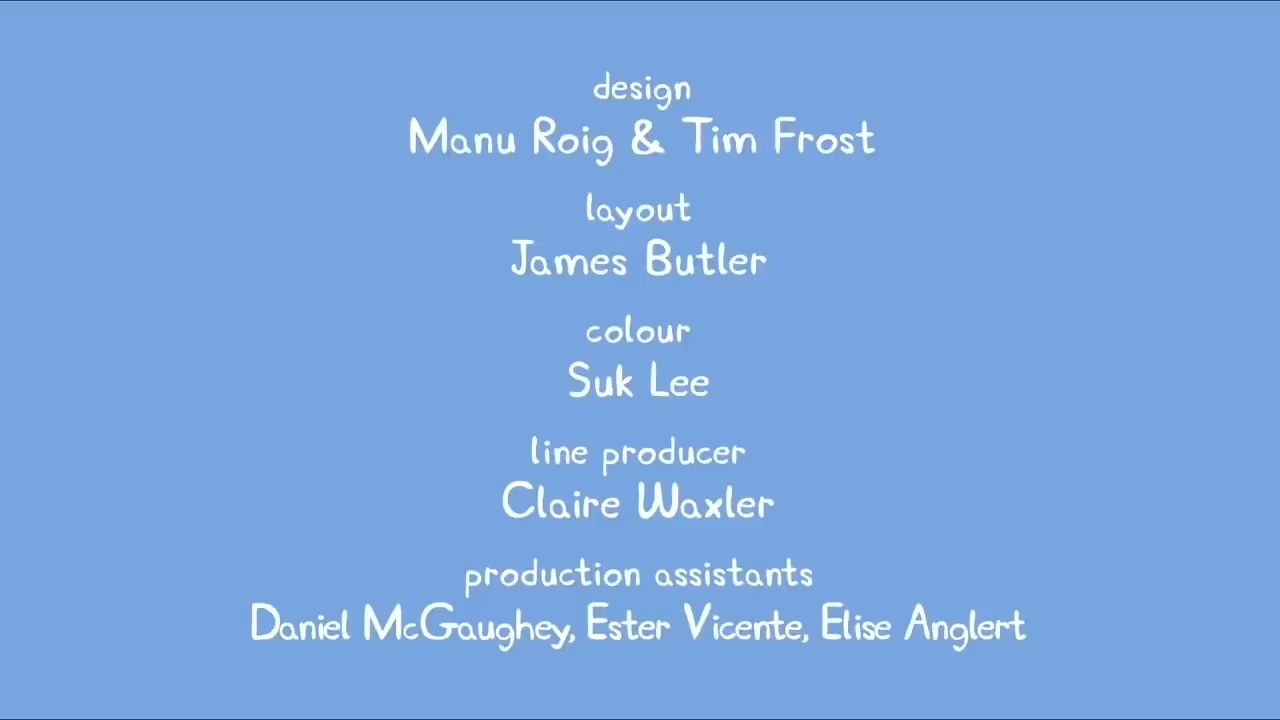 design
Manu Roig & Tim Frost
layout
James Butler
colour
Suk Lee
line producer
Claire Waxler
production assistants
Daniel McGaughey, Ester Vicente, Elise Anglert